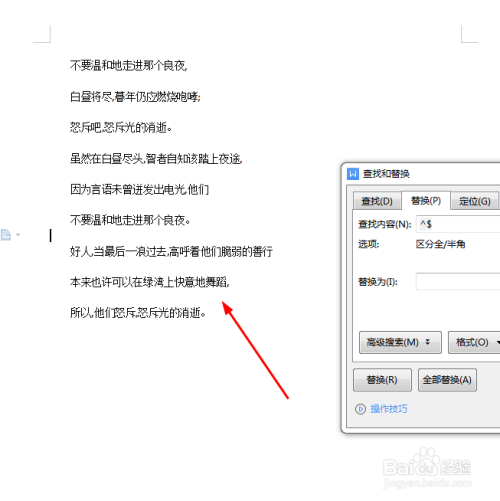 不要温和地走进那个良夜,
白昼将尽,暮年仍应燃烧咆哮;
怒斥吧,怒斥光的消逝。
虽然在白昼尽头,智者自知该踏上夜途,
因为言语未曾迸发出电光,他们
不要温和地走进那个良夜。
好人,当最后一浪过去,高呼着他们脆弱的善行
本来也许可以在绿湾上快意地舞蹈,
所以,他们怒斥,怒斥光的消逝。
W 查找和替换
查找(D) 替换(P) 定位(G)
查找内容(N): ^$
选项: 区分全/半角
替换为(I):
高级搜索(M) 格式(O)
替换(R) 全部替换(A)
操作技巧
Baidu 经验
jingyan.baidu.com